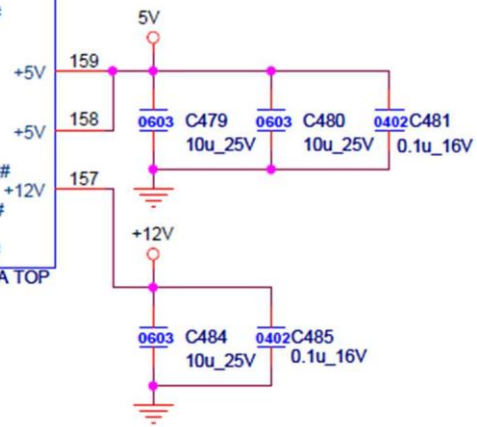 5V
159
+5V
158
+5V
0603 C479
10u_25V
0603 C480
10u_25V
0402 C481
0.1u_16V
#
157
+12V
#
+12V
A TOP
0603 C484
10u_25V
0402 C485
0.1u_16V